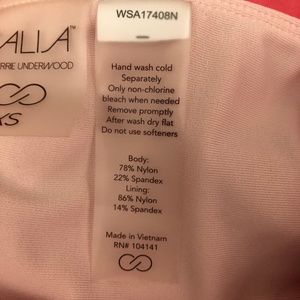 ALIA™
RRIE UNDERWOOD
XS
WSA17408N
Hand wash cold
Separately
Only non-chlorine
bleach when needed
Remove promptly
After wash dry flat
Do not use softeners
Body:
78% Nylon
22% Spandex
Lining:
86% Nylon
14% Spandex
Made in Vietnam
RN# 104141